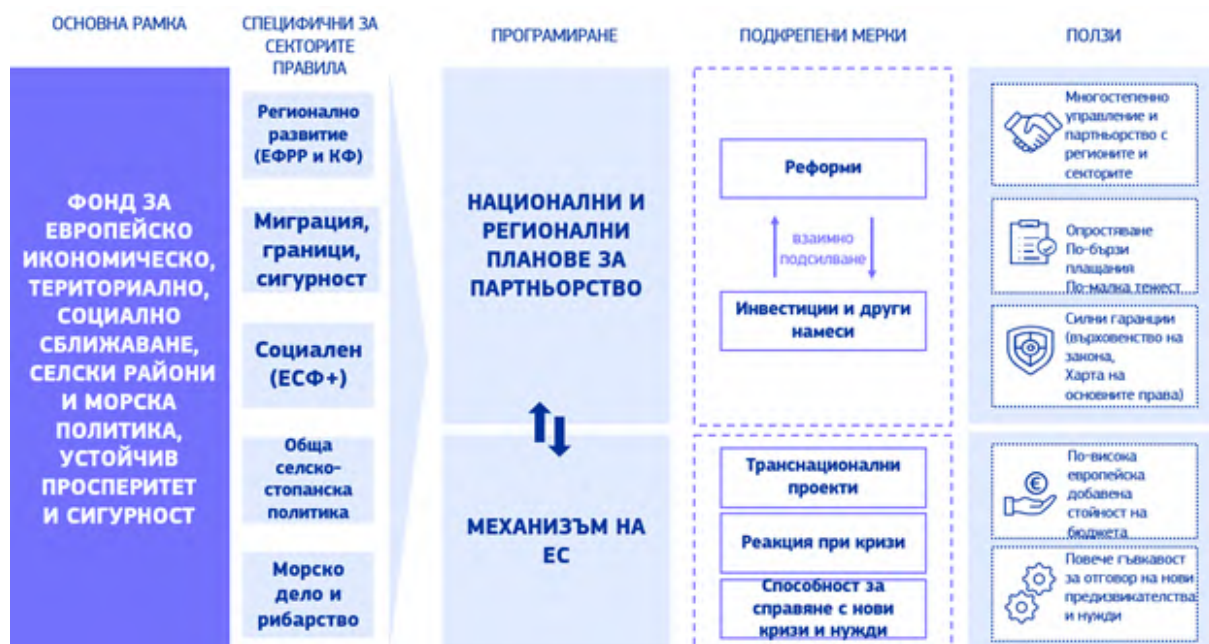 ОСНОВНА РАМКА
СПЕЦИФИЧНИ ЗА
СЕКТОРИТЕ
ПРАВИЛА
ПРОГРАМИРАНЕ
ПОДКРЕПЕНИ МЕРКИ
ПОЛЗИ
ФОНД ЗА
ЕВРОПЕЙСКО
ИКОНОМИЧЕСКО,
ТЕРИТОРИАЛНО,
СОЦИАЛНО
СБЛИЖАВАНЕ,
СЕЛСКИ РАЙОНИ
И МОРСКА
ПОЛИТИКА,
УСТОЙЧИВ
ПРОСПЕРИТЕТ
И СИГУРНОСТ
Регионално
развитие
(ЕФРР и КФ)
Миграция,
граници,
сигурност
Социален
(ЕСФ+)
Обща
селско-
стопанска
политика
Морско
дело и
рибарство
НАЦИОНАЛНИ И
РЕГИОНАЛНИ
ПЛАНОВЕ ЗА
ПАРТНЬОРСТВО
МЕХАНИЗЪМ НА
ЕС
Реформи
взаимно
подсилване
Инвестиции и други
намеси
Транснационални
проекти
Реакция при кризи
Способност за
справяне с нови
кризи и нужди
Многостепенно
управление и
партньорство с
регионите и
секторите
Опростяване
По-бързи
плащания
По-малка тежест
Силни гаранции
(върховенство на
закона,
Харта на
основните права)
По-висока
европейска
добавена
стойност на
бюджета
Повече гъвкавост
за отговор на нови
предизвикателства
и нужди